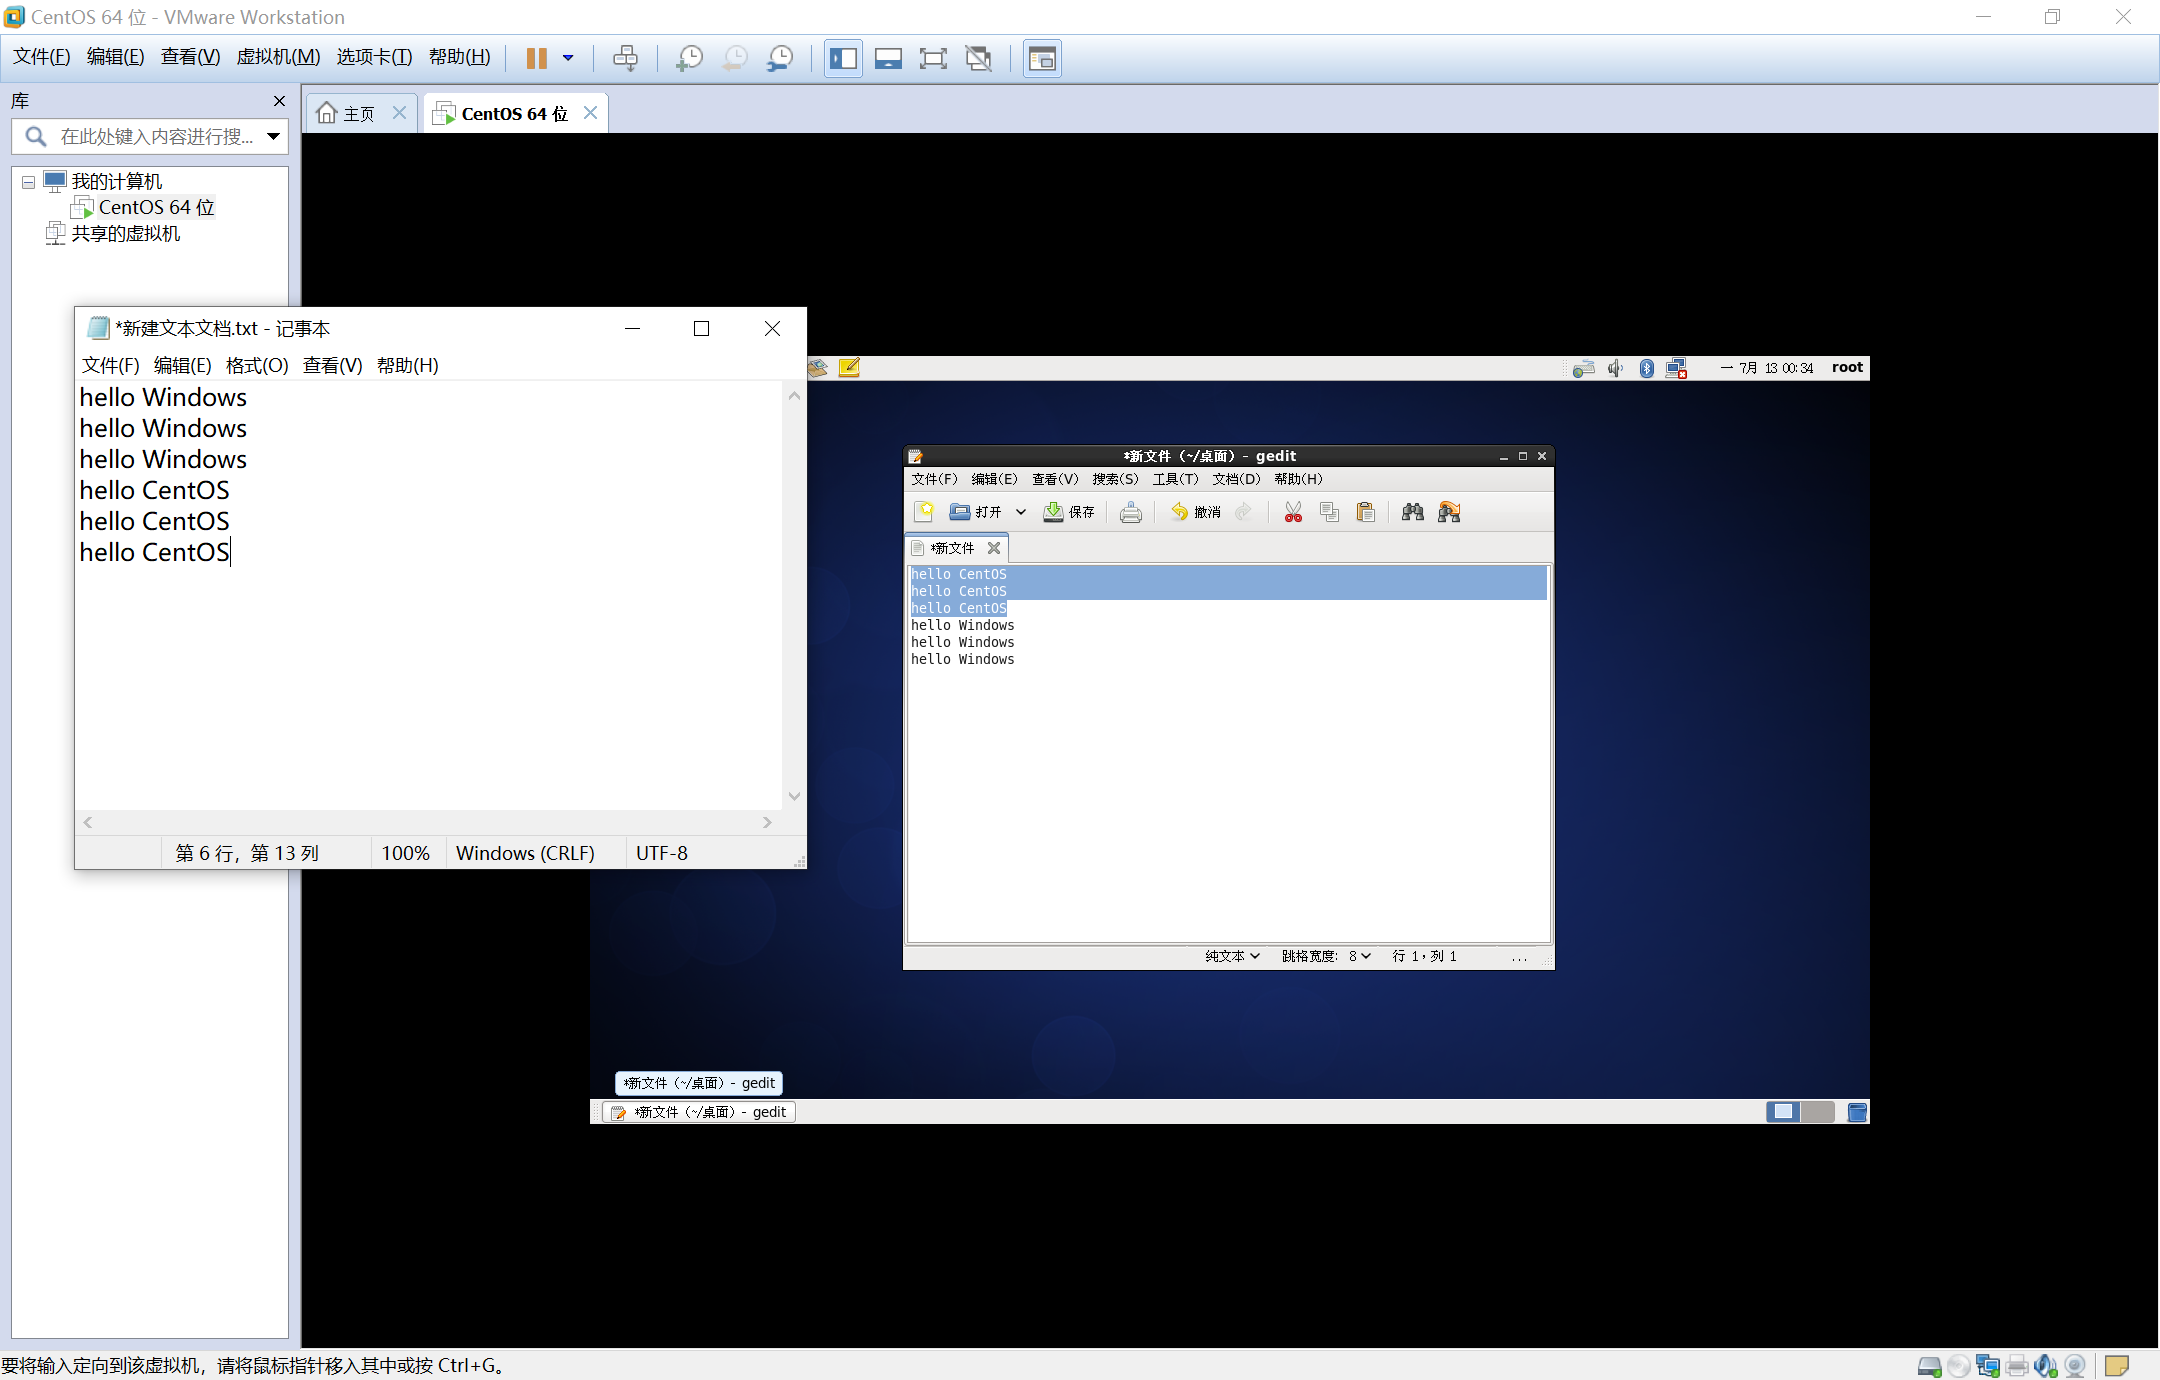 CentOS 64 位 - VMware Workstation
文件(F) 编辑(E) 查看(V) 虚拟机(M) 选项卡(T) 帮助(H)
库
在此处键入内容进行搜...
我的计算机
CentOS 64 位
共享的虚拟机
主页
CentOS 64 位
*新建文本文档.txt - 记事本
文件(F) 编辑(E) 格式(O) 查看(V) 帮助(H)
hello Windows
hello Windows
hello Windows
hello CentOS
hello CentOS
hello CentOS
第 6 行，第 13 列 100% Windows (CRLF) UTF-8
一 7月 13 00:34 root
*新文件 (~/桌面) - gedit
文件(F) 编辑(E) 查看(V) 搜索(S) 工具(T) 文档(D) 帮助(H)
打开 保存 撤消
*新文件
hello CentOS
hello CentOS
hello CentOS
hello Windows
hello Windows
hello Windows
纯文本 跳格宽度: 8 行 1，列 1 ...
*新文件 (~/桌面) - gedit
*新文件 (~/桌面) - gedit
要将输入定向到该虚拟机，请将鼠标指针移入其中或按 Ctrl+G。